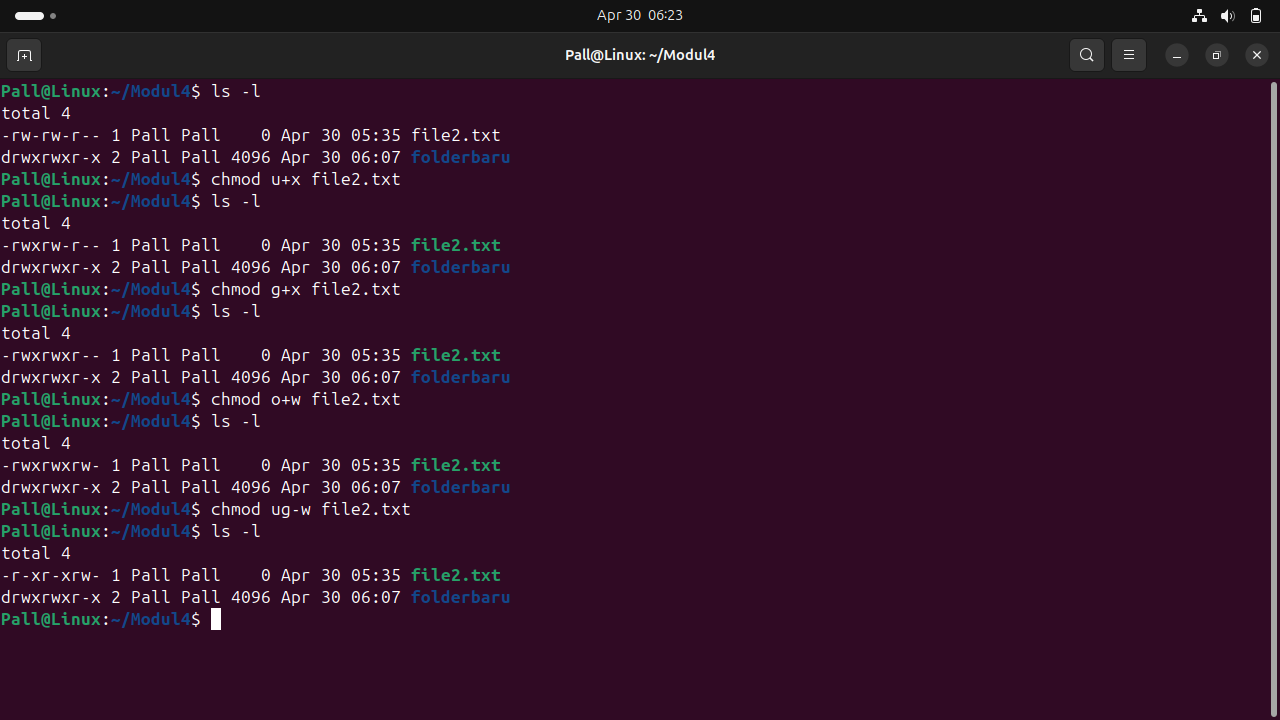 Apr 30 06:23
Pall@Linux: ~/Modul4
Pall@Linux:~/Modul4$ ls -l
total 4
-rw-rw-r-- 1 Pall Pall    0 Apr 30 05:35 file2.txt
drwxrwxr-x 2 Pall Pall 4096 Apr 30 06:07 folderbaru
Pall@Linux:~/Modul4$ chmod u+x file2.txt
Pall@Linux:~/Modul4$ ls -l
total 4
-rwxrw-r-- 1 Pall Pall    0 Apr 30 05:35 file2.txt
drwxrwxr-x 2 Pall Pall 4096 Apr 30 06:07 folderbaru
Pall@Linux:~/Modul4$ chmod g+x file2.txt
Pall@Linux:~/Modul4$ ls -l
total 4
-rwxrwxr-- 1 Pall Pall    0 Apr 30 05:35 file2.txt
drwxrwxr-x 2 Pall Pall 4096 Apr 30 06:07 folderbaru
Pall@Linux:~/Modul4$ chmod o+w file2.txt
Pall@Linux:~/Modul4$ ls -l
total 4
-rwxrwxrw- 1 Pall Pall    0 Apr 30 05:35 file2.txt
drwxrwxr-x 2 Pall Pall 4096 Apr 30 06:07 folderbaru
Pall@Linux:~/Modul4$ chmod ug-w file2.txt
Pall@Linux:~/Modul4$ ls -l
total 4
-r-xr-xrw- 1 Pall Pall    0 Apr 30 05:35 file2.txt
drwxrwxr-x 2 Pall Pall 4096 Apr 30 06:07 folderbaru
Pall@Linux:~/Modul4$